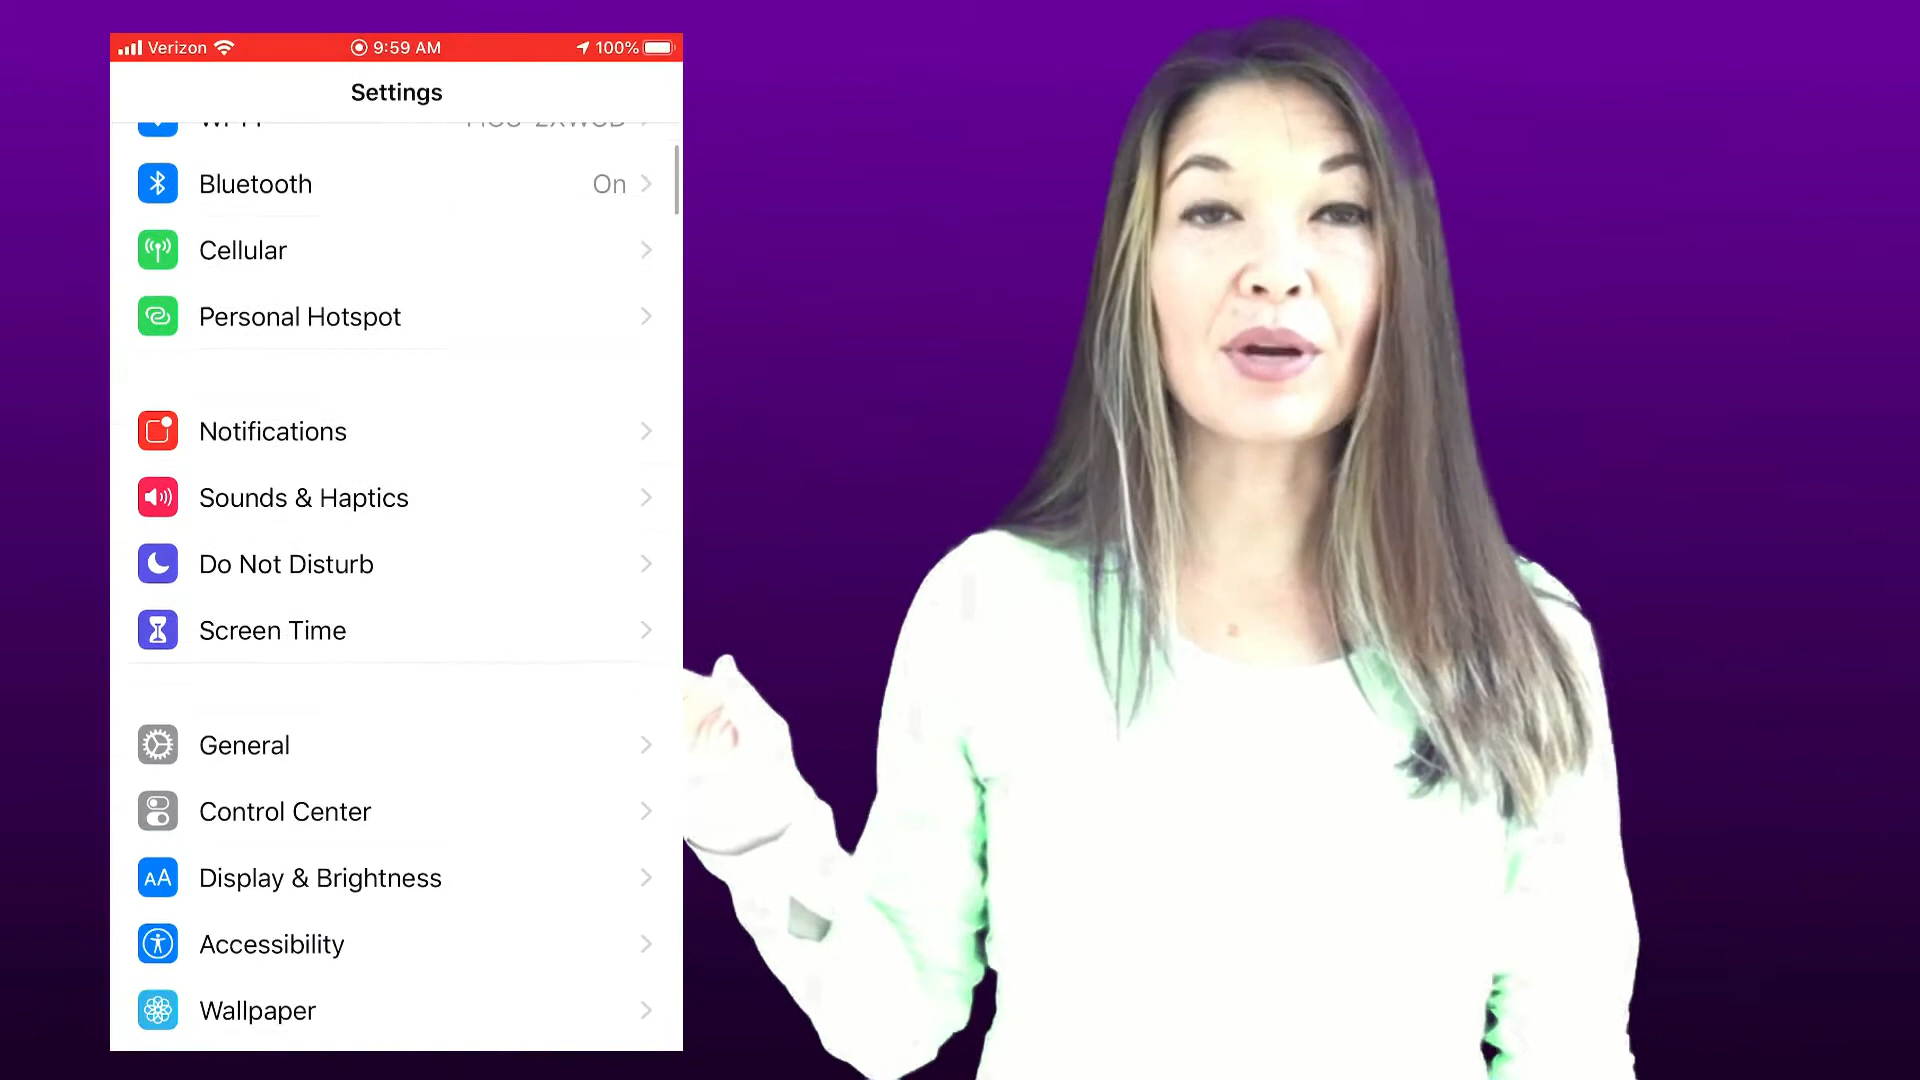 Verizon 9:59 AM 100%
Settings
Bluetooth On
Cellular
Personal Hotspot
Notifications
Sounds & Haptics
Do Not Disturb
Screen Time
General
Control Center
AA Display & Brightness
Accessibility
Wallpaper